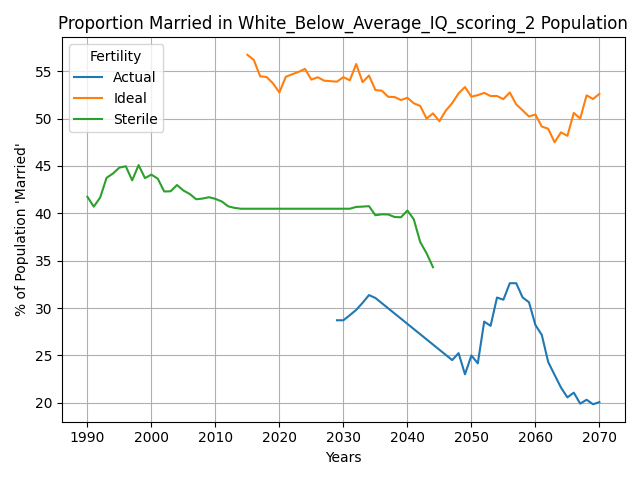 Proportion Married in White_Below_Average_IQ_scoring_2 Population
Fertility
Actual
Ideal
Sterile
% of Population 'Married'
55
50
45
40
35
30
25
20
1990 2000 2010 2020 2030 2040 2050 2060 2070
Years